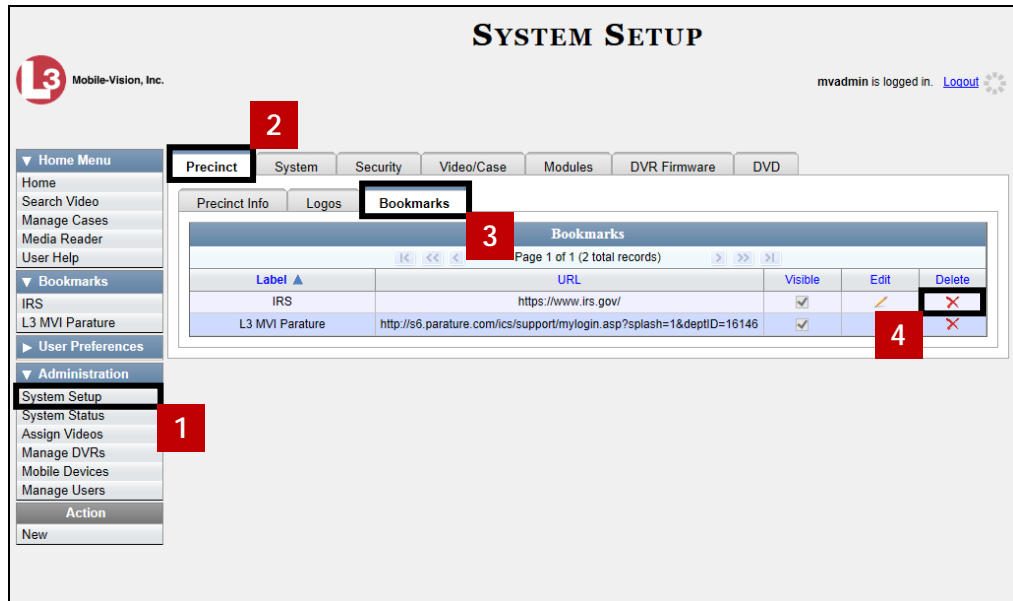 SYSTEM SETUP
L3 Mobile-Vision, Inc.
mvadmin is logged in. Logout
2
▼ Home Menu
Home
Search Video
Manage Cases
Media Reader
User Help
▼ Bookmarks
IRS
L3 MVI Parature
▶ User Preferences
▼ Administration
System Setup
System Status
Assign Videos
Manage DVRs
Mobile Devices
Manage Users
Action
New
1
Precinct System Security Video/Case Modules DVR Firmware DVD
Precinct Info Logos Bookmarks
3
Bookmarks
|< << < Page 1 of 1 (2 total records) > >> >|
Label ▲ URL Visible Edit Delete
IRS https://www.irs.gov/
L3 MVI Parature http://s6.parature.com/ics/support/mylogin.asp?splash=1&deptID=16146
4